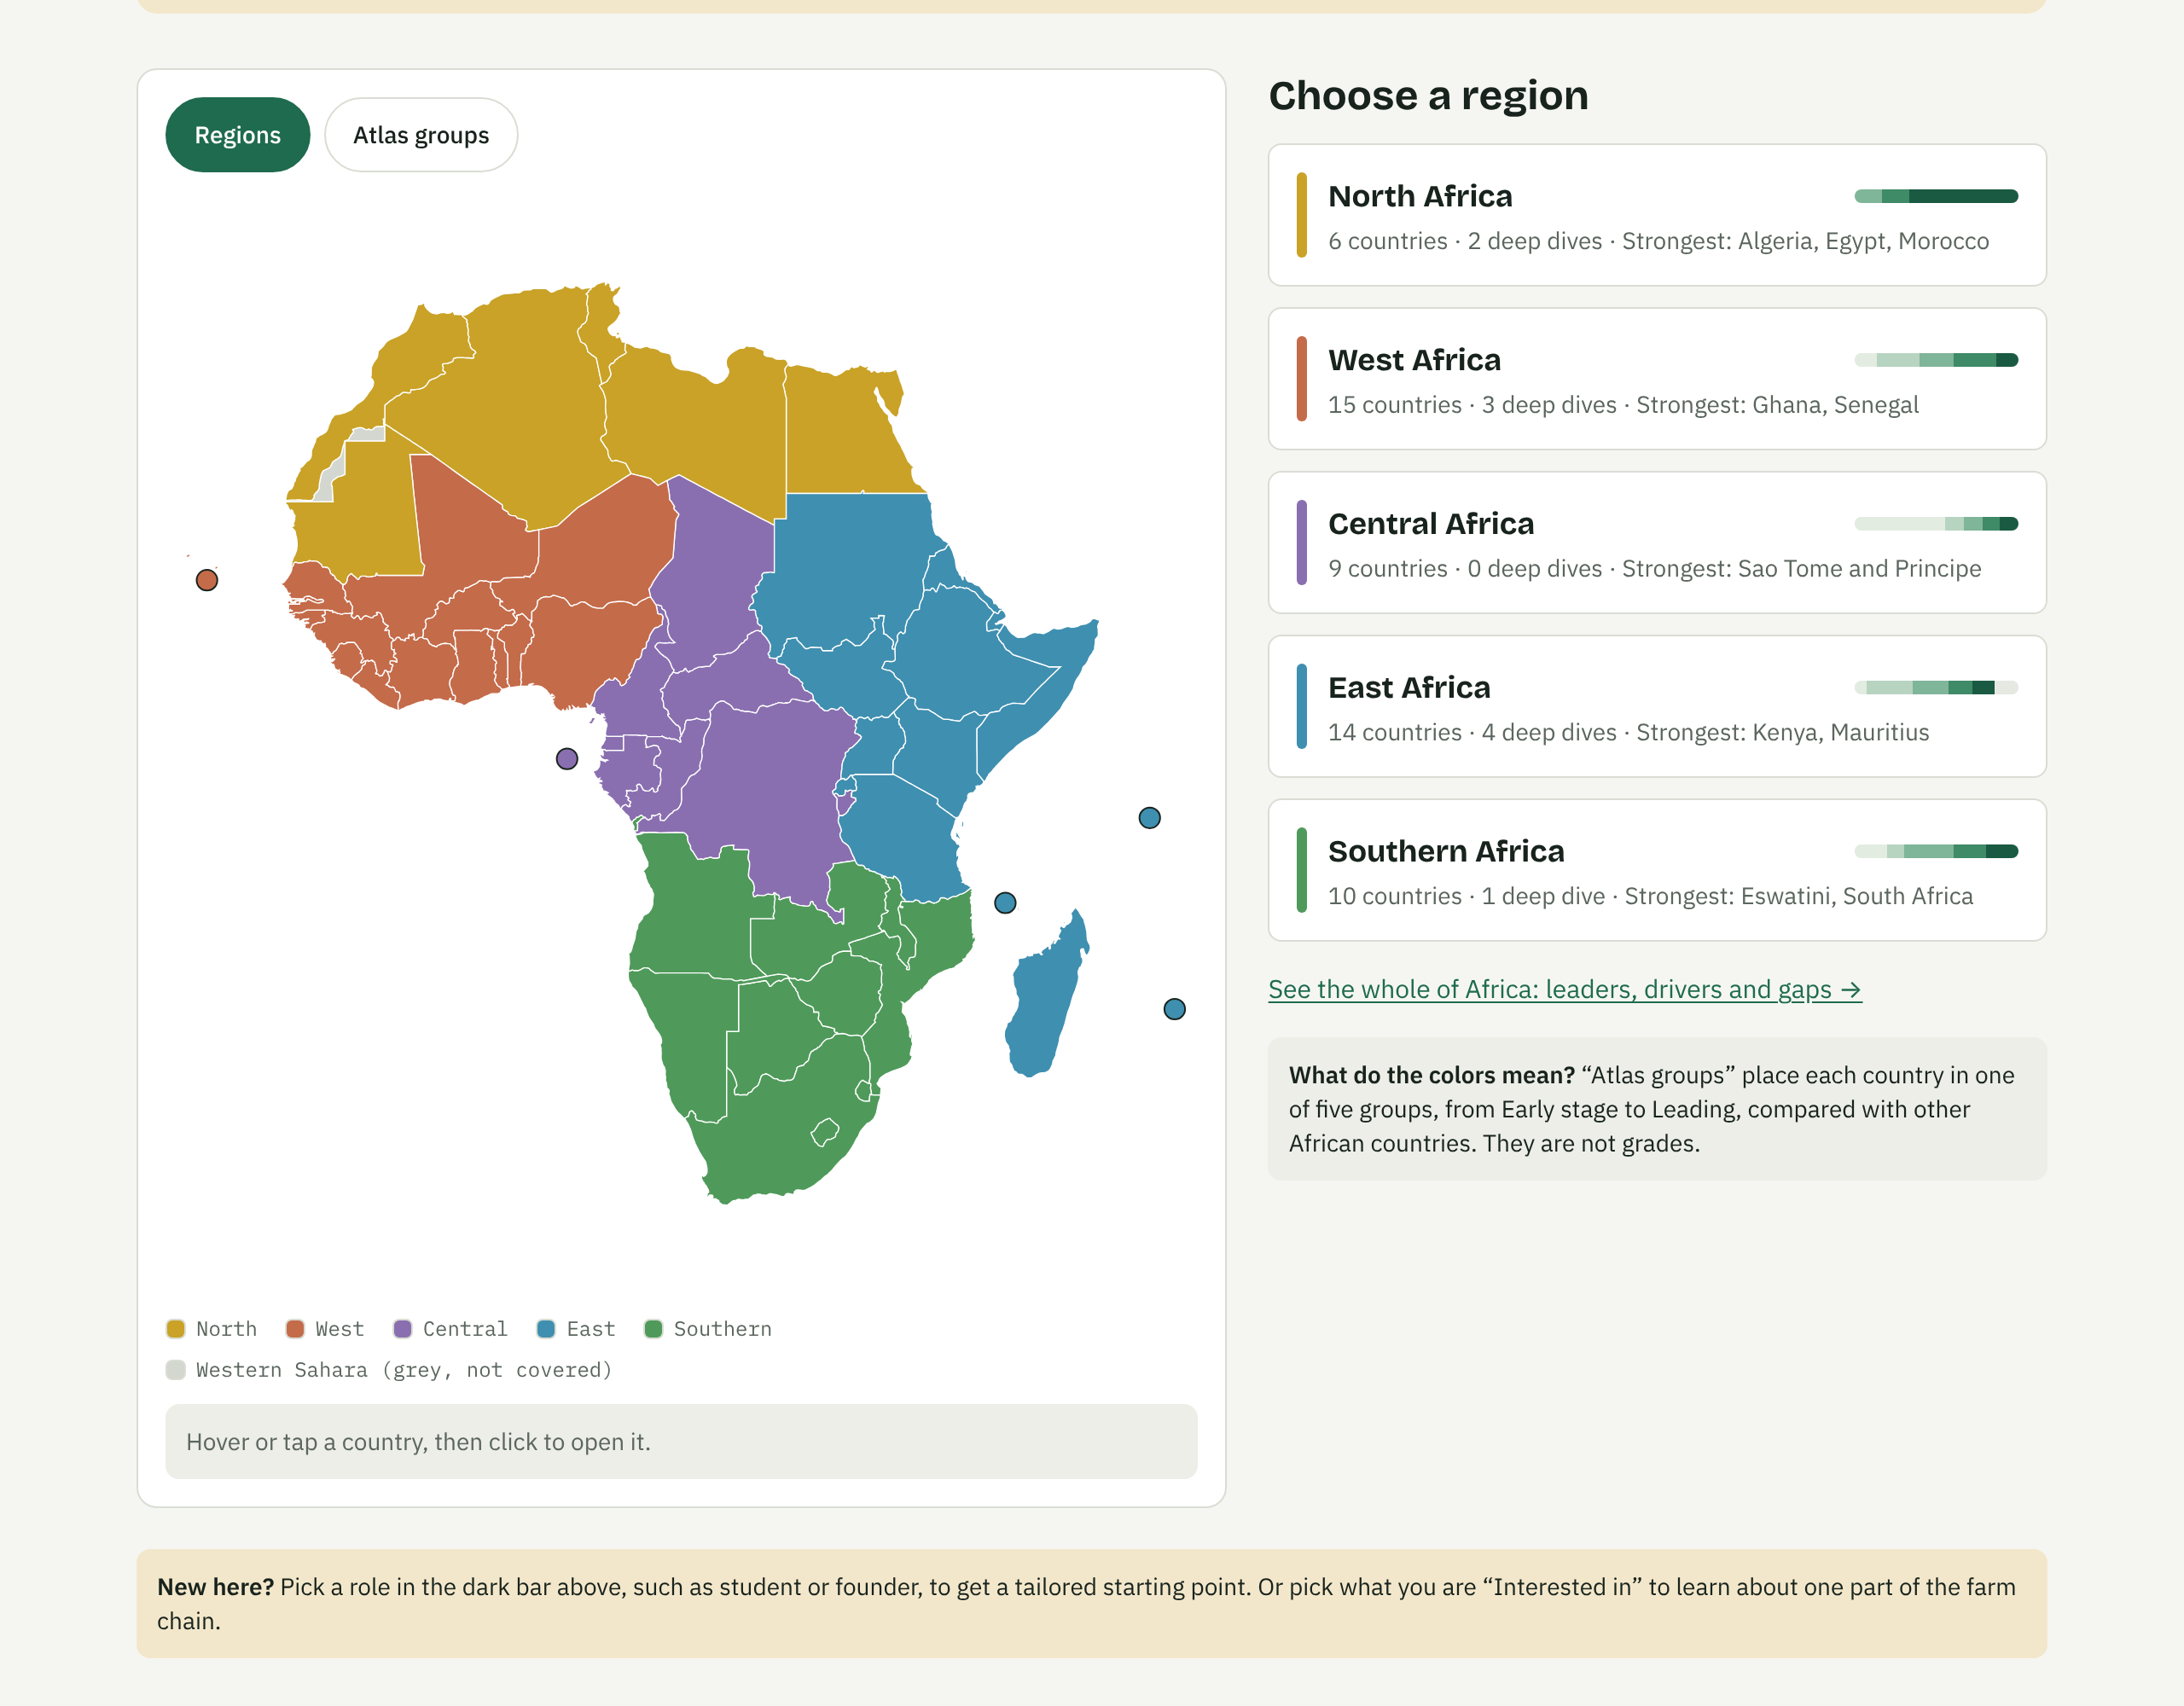 Regions
Atlas groups
North
West
Central
East
Southern
Western Sahara (grey, not covered)
Hover or tap a country, then click to open it.
Choose a region
North Africa
6 countries · 2 deep dives · Strongest: Algeria, Egypt, Morocco
West Africa
15 countries · 3 deep dives · Strongest: Ghana, Senegal
Central Africa
9 countries · 0 deep dives · Strongest: Sao Tome and Principe
East Africa
14 countries · 4 deep dives · Strongest: Kenya, Mauritius
Southern Africa
10 countries · 1 deep dive · Strongest: Eswatini, South Africa
See the whole of Africa: leaders, drivers and gaps →
What do the colors mean? “Atlas groups” place each country in one
of five groups, from Early stage to Leading, compared with other
African countries. They are not grades.
New here? Pick a role in the dark bar above, such as student or founder, to get a tailored starting point. Or pick what you are “Interested in” to learn about one part of the farm
chain.